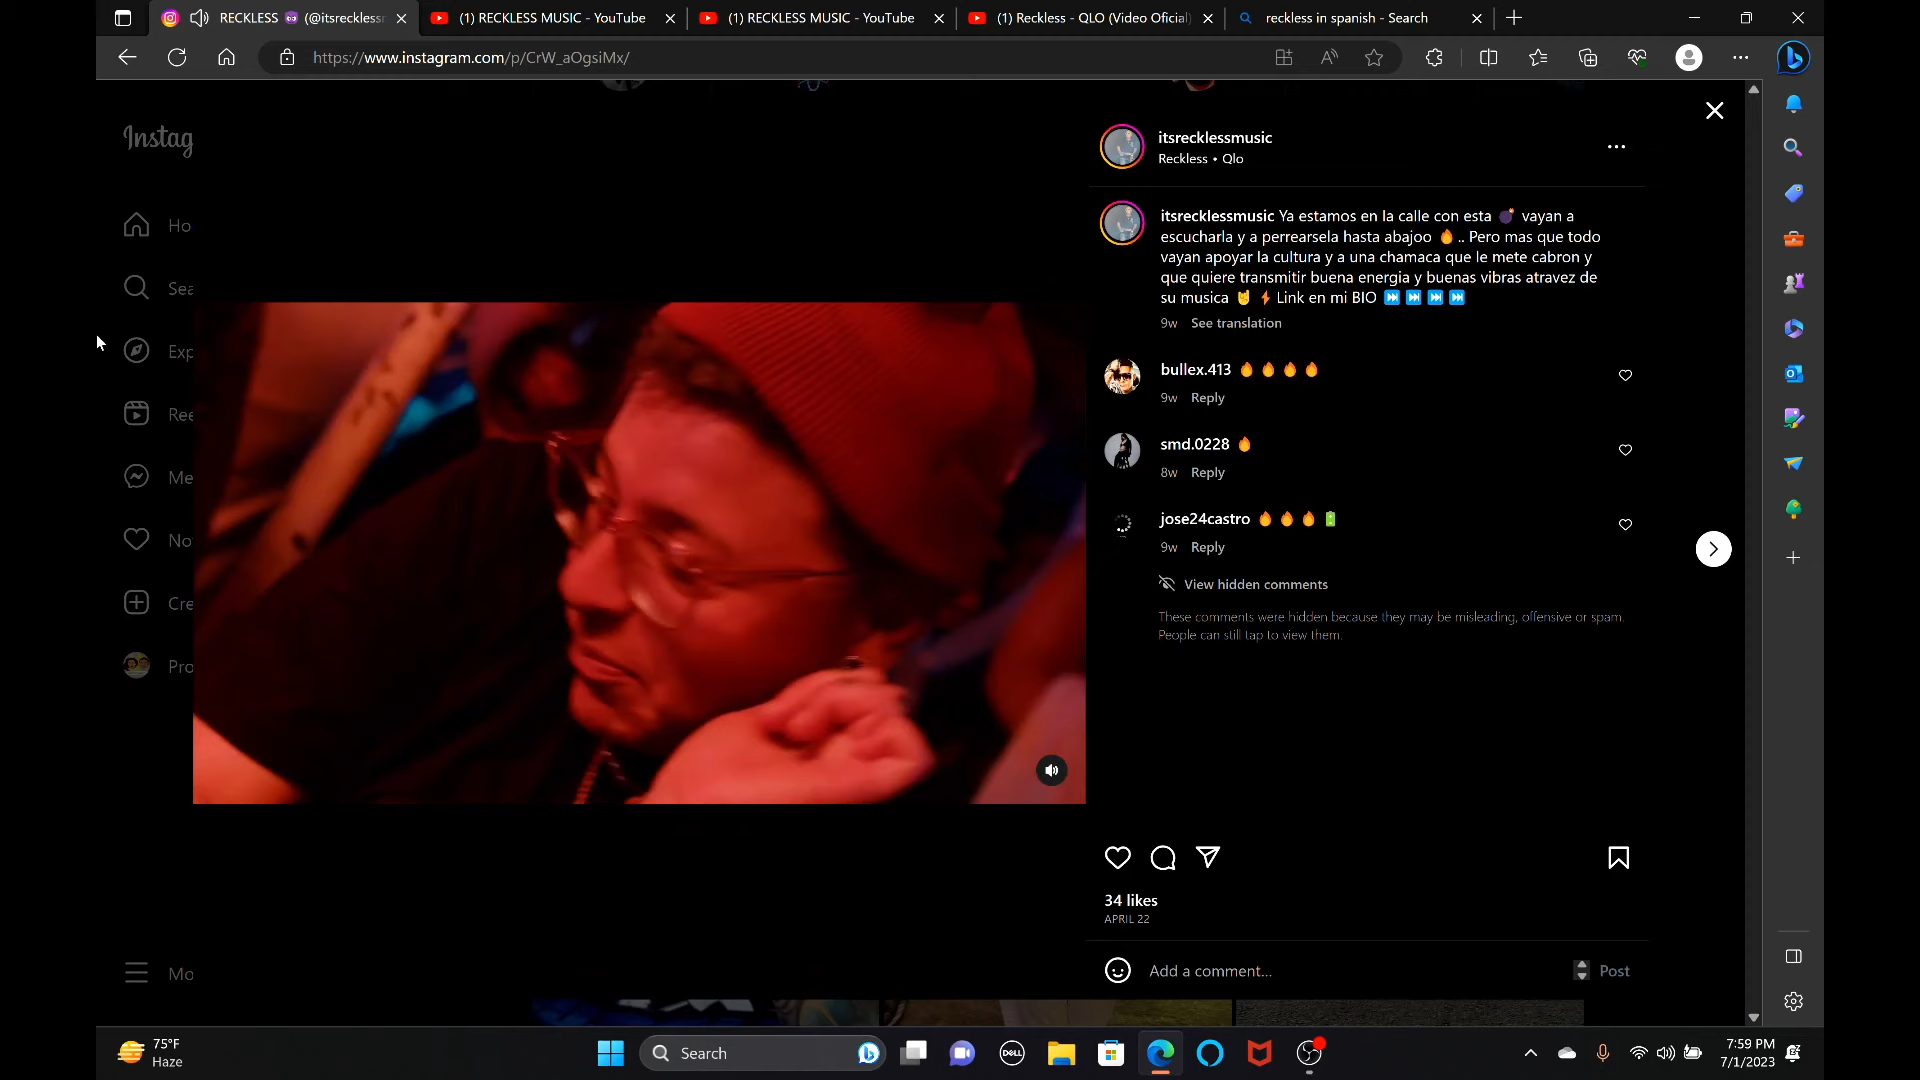 RECKLESS 😈 (@itsrecklessr
(1) RECKLESS MUSIC - YouTube
(1) RECKLESS MUSIC - YouTube
(1) Reckless - QLO (Video Oficial)
reckless in spanish - Search
https://www.instagram.com/p/CrW_aOgsiMx/
Instag
Ho
Sea
Exp
Ree
Me
No
Cre
Pro
Mo
itsrecklessmusic
Reckless • Qlo
itsrecklessmusic Ya estamos en la calle con esta 💣 vayan a
escucharla y a perrearsela hasta abajoo 🔥 .. Pero mas que todo
vayan apoyar la cultura y a una chamaca que le mete cabron y
que quiere transmitir buena energia y buenas vibras atravez de
su musica 🤘 ⚡ Link en mi BIO ⏭️ ⏭️ ⏭️ ⏭️
9w See translation
bullex.413 🔥 🔥 🔥 🔥
9w Reply
smd.0228 🔥
8w Reply
jose24castro 🔥 🔥 🔥 🔋
9w Reply
View hidden comments
These comments were hidden because they may be misleading, offensive or spam.
People can still tap to view them.
34 likes
APRIL 22
Add a comment...
Post
75°F
Haze
Search
DELL
7:59 PM
7/1/2023